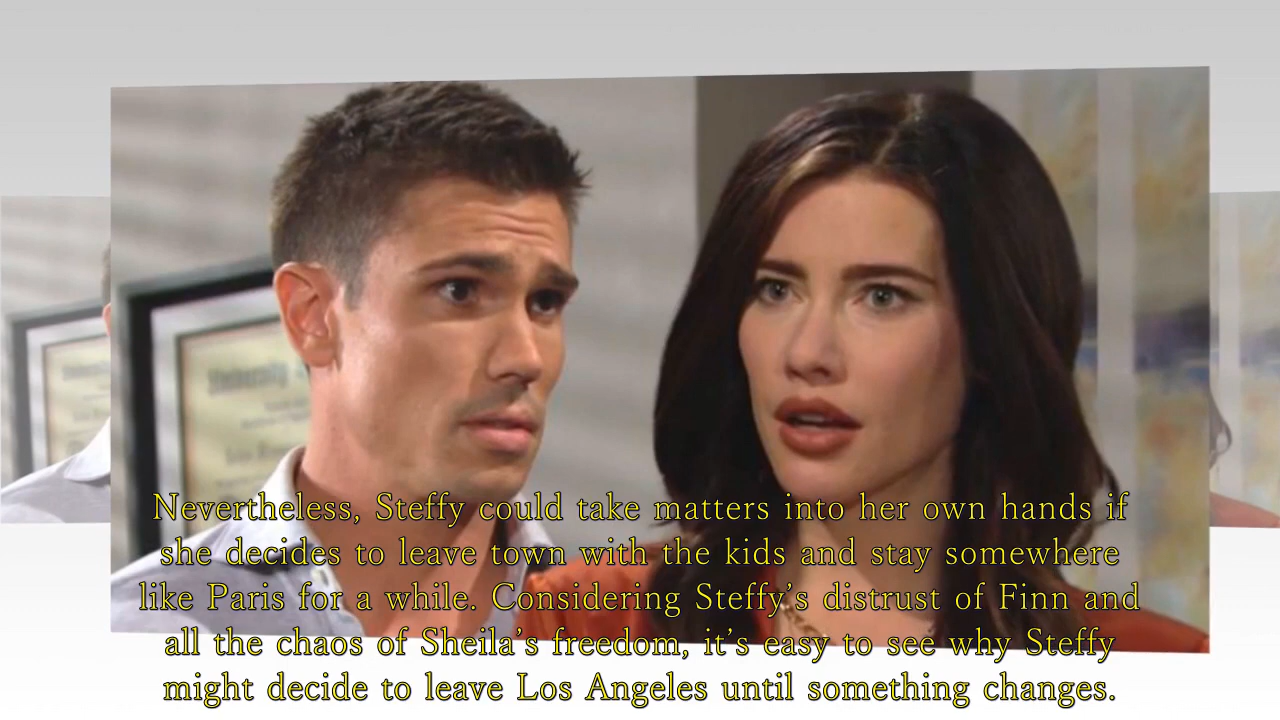 Nevertheless, Steffy could take matters into her own hands if
she decides to leave town with the kids and stay somewhere
like Paris for a while. Considering Steffy's distrust of Finn and
all the chaos of Sheila's freedom, it's easy to see why Steffy
might decide to leave Los Angeles until something changes.